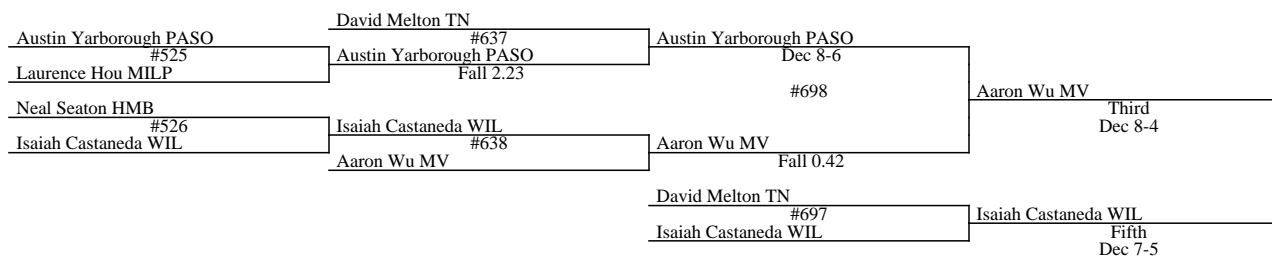 David Melton TN
Austin Yarborough PASO
#637
Austin Yarborough PASO
#525
Austin Yarborough PASO
Dec 8-6
Laurence Hou MILP
Fall 2.23
#698
Aaron Wu MV
Third
Dec 8-4
Neal Seaton HMB
#526
Isaiah Castaneda WIL
Isaiah Castaneda WIL
#638
Aaron Wu MV
Aaron Wu MV
Fall 0.42
David Melton TN
#697
Isaiah Castaneda WIL
Isaiah Castaneda WIL
Fifth
Dec 7-5